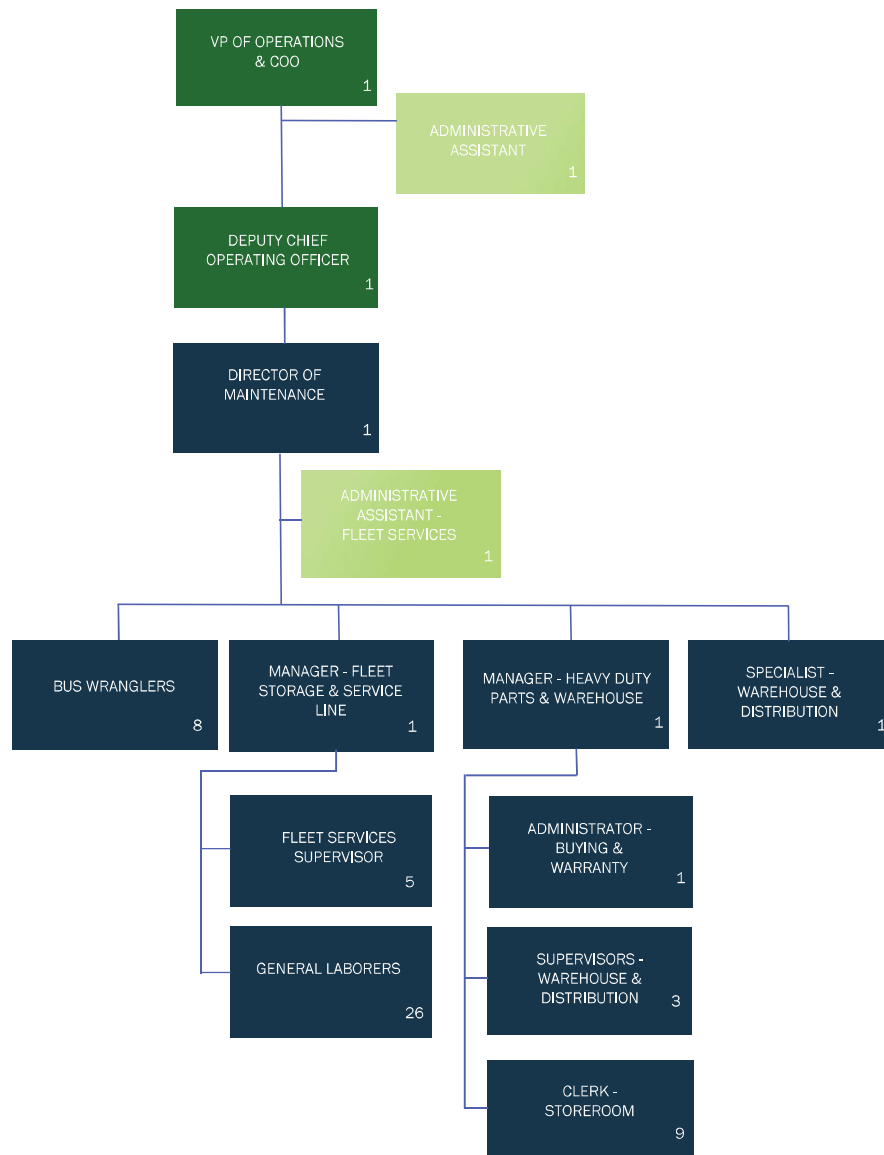 VP OF OPERATIONS
& COO
1
ADMINISTRATIVE
ASSISTANT
1
DEPUTY CHIEF
OPERATING OFFICER
1
DIRECTOR OF
MAINTENANCE
1
ADMINISTRATIVE
ASSISTANT -
FLEET SERVICES
1
BUS WRANGLERS
8
MANAGER - FLEET
STORAGE & SERVICE
LINE
1
MANAGER - HEAVY DUTY
PARTS & WAREHOUSE
1
SPECIALIST –
WAREHOUSE &
DISTRIBUTION
1
FLEET SERVICES
SUPERVISOR
5
GENERAL LABORERS
26
ADMINISTRATOR -
BUYING &
WARRANTY
1
SUPERVISORS -
WAREHOUSE &
DISTRIBUTION
3
CLERK -
STOREROOM
9